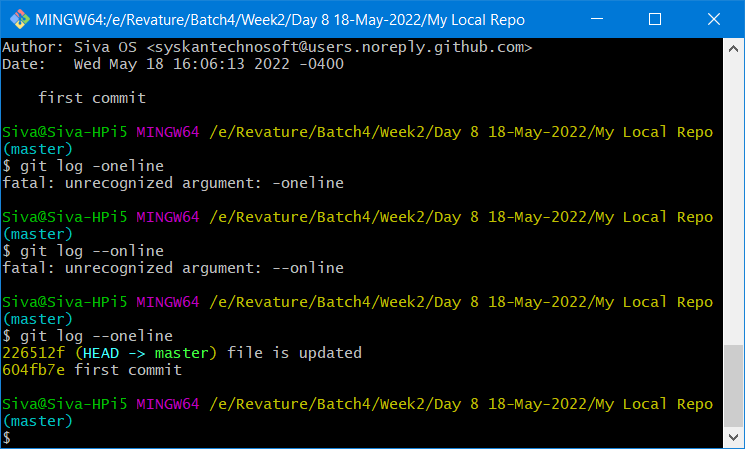 MINGW64:/e/Revature/Batch4/Week2/Day 8 18-May-2022/My Local Repo
Author: Siva OS <syskantechnosoft@users.noreply.github.com>
Date:   Wed May 18 16:06:13 2022 -0400
    first commit
Siva@Siva-HPi5 MINGW64 /e/Revature/Batch4/Week2/Day 8 18-May-2022/My Local Repo
(master)
$ git log -oneline
fatal: unrecognized argument: -oneline
Siva@Siva-HPi5 MINGW64 /e/Revature/Batch4/Week2/Day 8 18-May-2022/My Local Repo
(master)
$ git log --online
fatal: unrecognized argument: --online
Siva@Siva-HPi5 MINGW64 /e/Revature/Batch4/Week2/Day 8 18-May-2022/My Local Repo
(master)
$ git log --oneline
226512f (HEAD -> master) file is updated
604fb7e first commit
Siva@Siva-HPi5 MINGW64 /e/Revature/Batch4/Week2/Day 8 18-May-2022/My Local Repo
(master)
$